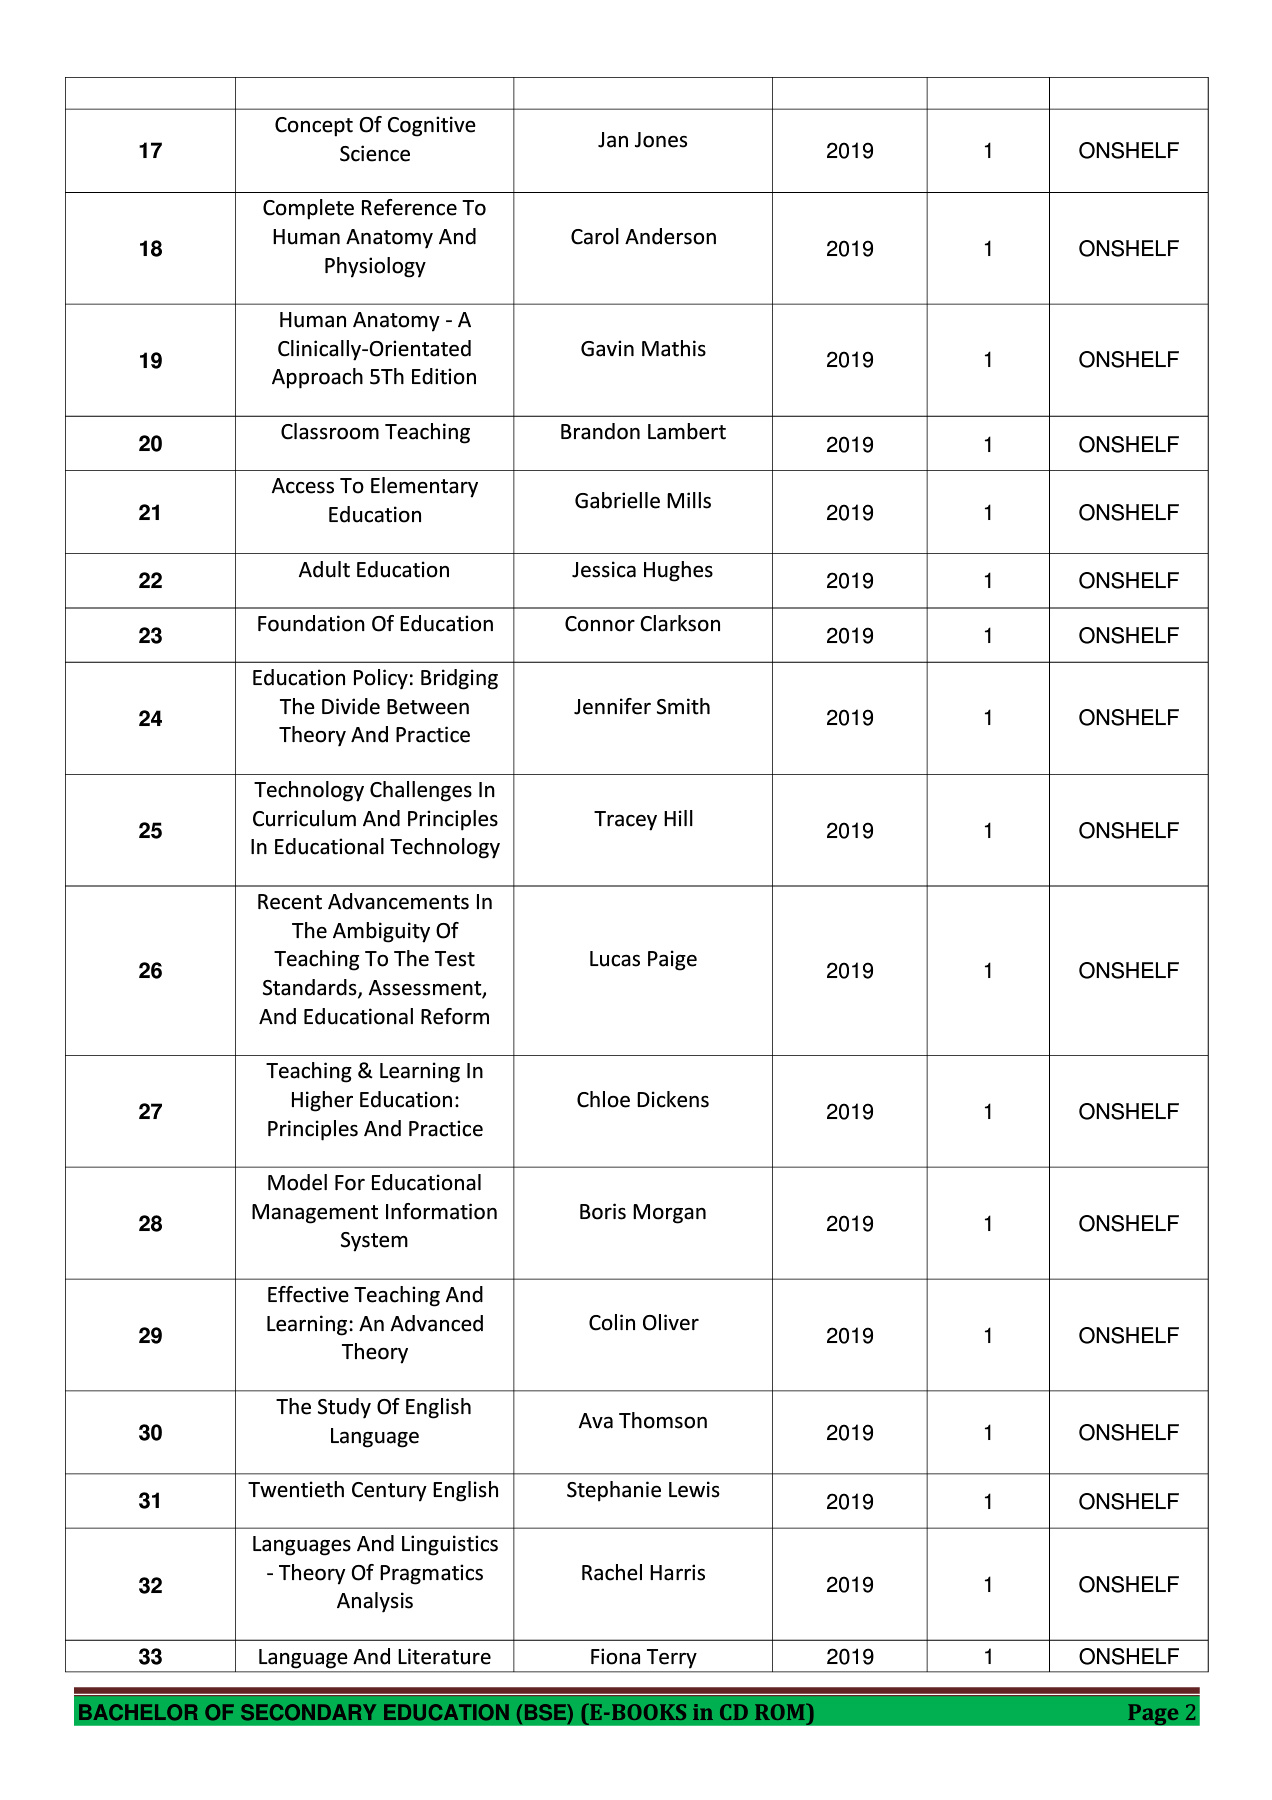 17
Concept Of Cognitive
Science
Jan Jones
2019
1
ONSHELF
18
Complete Reference To
Human Anatomy And
Physiology
Carol Anderson
2019
1
ONSHELF
19
Human Anatomy - A
Clinically-Orientated
Approach 5Th Edition
Gavin Mathis
2019
1
ONSHELF
20
Classroom Teaching
Brandon Lambert
2019
1
ONSHELF
21
Access To Elementary
Education
Gabrielle Mills
2019
1
ONSHELF
22
Adult Education
Jessica Hughes
2019
1
ONSHELF
23
Foundation Of Education
Connor Clarkson
2019
1
ONSHELF
24
Education Policy: Bridging
The Divide Between
Theory And Practice
Jennifer Smith
2019
1
ONSHELF
25
Technology Challenges In
Curriculum And Principles
In Educational Technology
Tracey Hill
2019
1
ONSHELF
26
Recent Advancements In
The Ambiguity Of
Teaching To The Test
Standards, Assessment,
And Educational Reform
Lucas Paige
2019
1
ONSHELF
27
Teaching & Learning In
Higher Education:
Principles And Practice
Chloe Dickens
2019
1
ONSHELF
28
Model For Educational
Management Information
System
Boris Morgan
2019
1
ONSHELF
29
Effective Teaching And
Learning: An Advanced
Theory
Colin Oliver
2019
1
ONSHELF
30
The Study Of English
Language
Ava Thomson
2019
1
ONSHELF
31
Twentieth Century English
Stephanie Lewis
2019
1
ONSHELF
32
Languages And Linguistics
- Theory Of Pragmatics
Analysis
Rachel Harris
2019
1
ONSHELF
33
Language And Literature
Fiona Terry
2019
1
ONSHELF
BACHELOR OF SECONDARY EDUCATION (BSE) (E-BOOKS in CD ROM)
Page 2